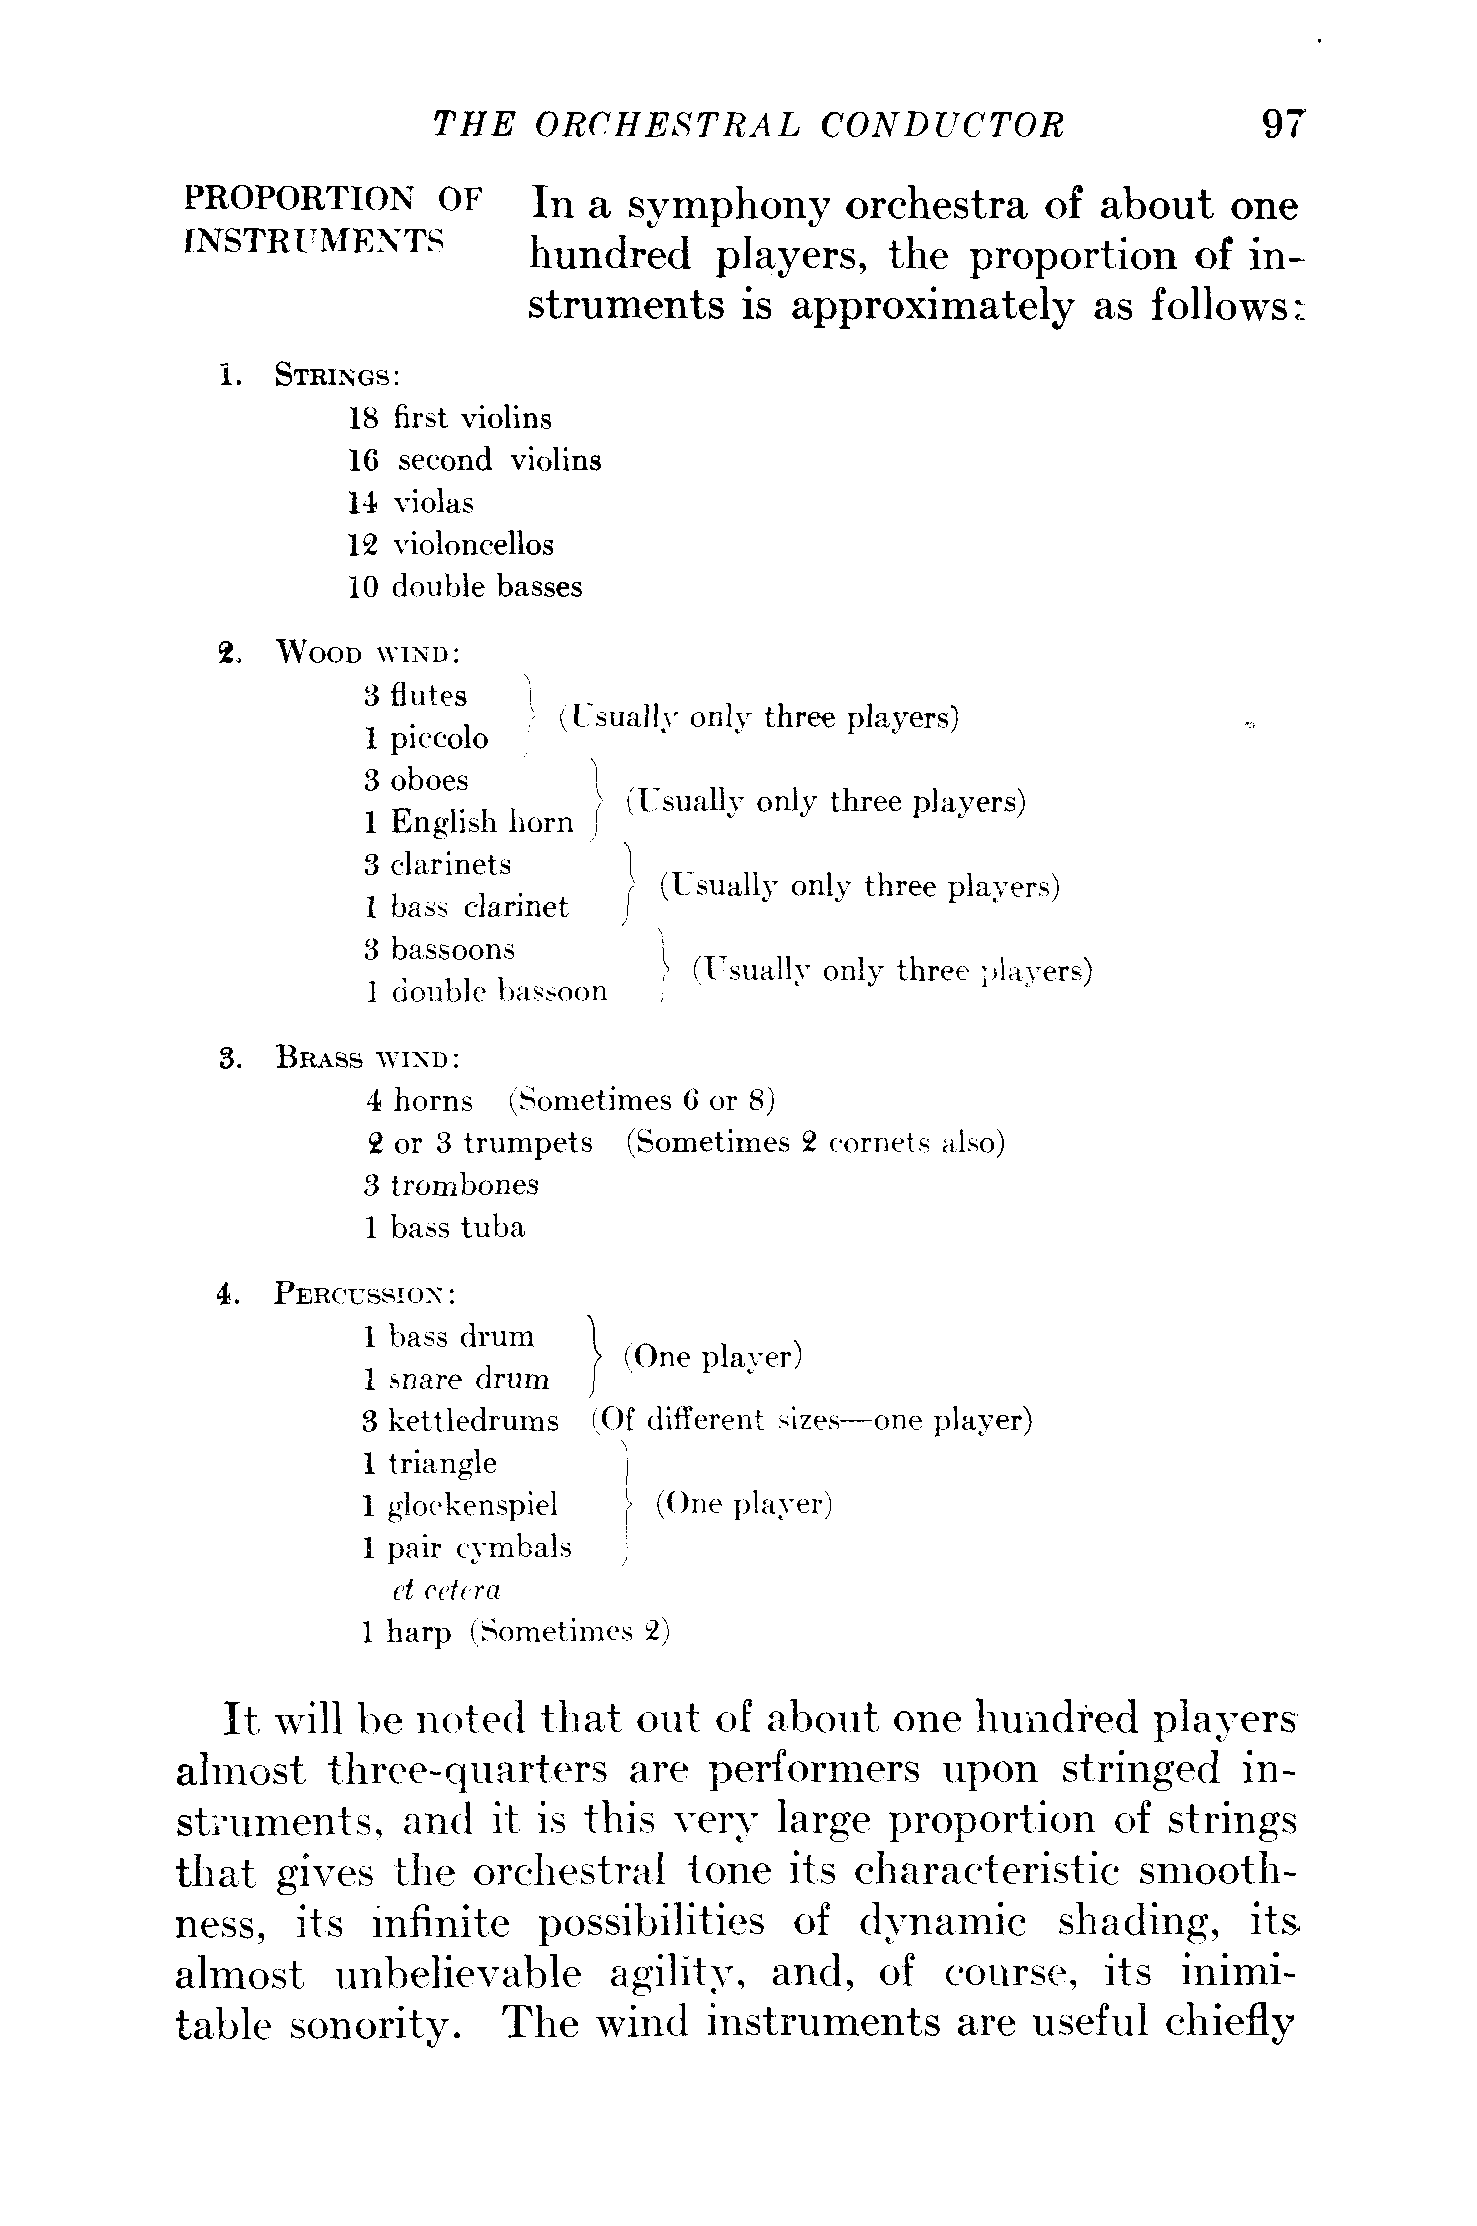 THE ORCHESTRAL CONDUCTOR 97
PROPORTION OF
INSTRUMENTS
In a symphony orchestra of about one
hundred players, the proportion of in-
struments is approximately as follows:
1. STRINGS:
18 first violins
16 second violins
14 violas
12 violoncellos
10 double basses
2. WOOD WIND:
3 flutes
1 piccolo
(Usually only three players)
3 oboes
1 English horn
(Usually only three players)
3 clarinets
1 bass clarinet
(Usually only three players)
3 bassoons
1 double bassoon
(Usually only three players)
3. BRASS WIND:
4 horns (Sometimes 6 or 8)
2 or 3 trumpets (Sometimes 2 cornets also)
3 trombones
1 bass tuba
4. PERCUSSION:
1 bass drum
1 snare drum
(One player)
3 kettledrums (Of different sizes—one player)
1 triangle
1 glockenspiel
1 pair cymbals
(One player)
et cetera
1 harp (Sometimes 2)
It will be noted that out of about one hundred players
almost three-quarters are performers upon stringed in-
struments, and it is this very large proportion of strings
that gives the orchestral tone its characteristic smooth-
ness, its infinite possibilities of dynamic shading, its
almost unbelievable agility, and, of course, its inimi-
table sonority. The wind instruments are useful chiefly